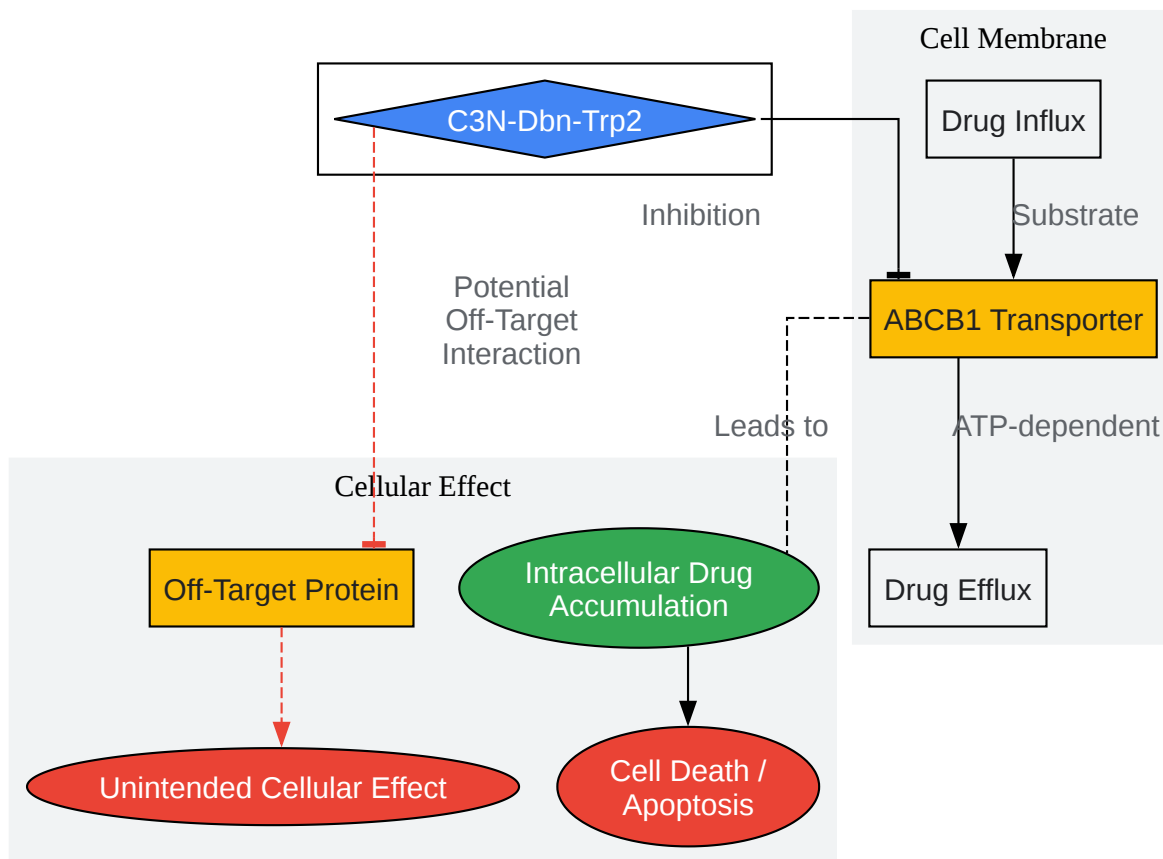 Cell Membrane
C3N-Dbn-Trp2
Drug Influx
Inhibition
Substrate
Potential
Off-Target
Interaction
ABCB1 Transporter
Leads to
ATP-dependent
Cellular Effect
Off-Target Protein
Intracellular Drug
Accumulation
Drug Efflux
Unintended Cellular Effect
Cell Death /
Apoptosis